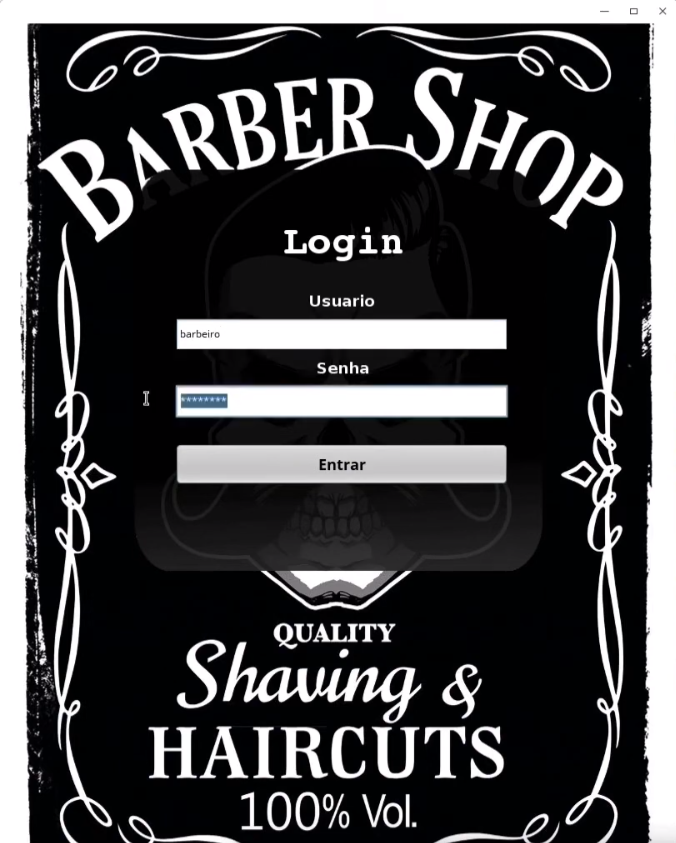 BARBER SHOP
Login
Usuario
barbeiro
Senha
********
Entrar
QUALITY
Shaving &
HAIRCUTS
100% Vol.